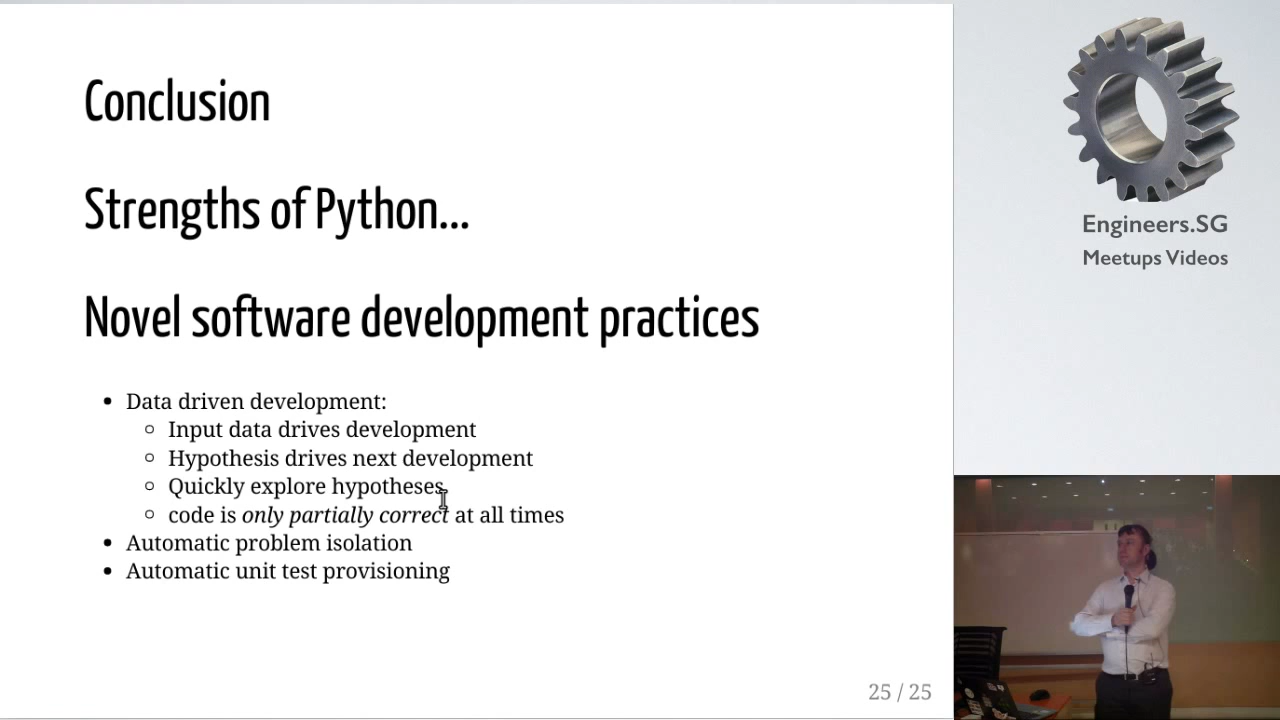 Conclusion
Strengths of Python...
Novel software development practices
Data driven development:
Input data drives development
Hypothesis drives next development
Quickly explore hypotheses
code is only partially correct at all times
Automatic problem isolation
Automatic unit test provisioning
25 / 25
Engineers.SG
Meetups Videos